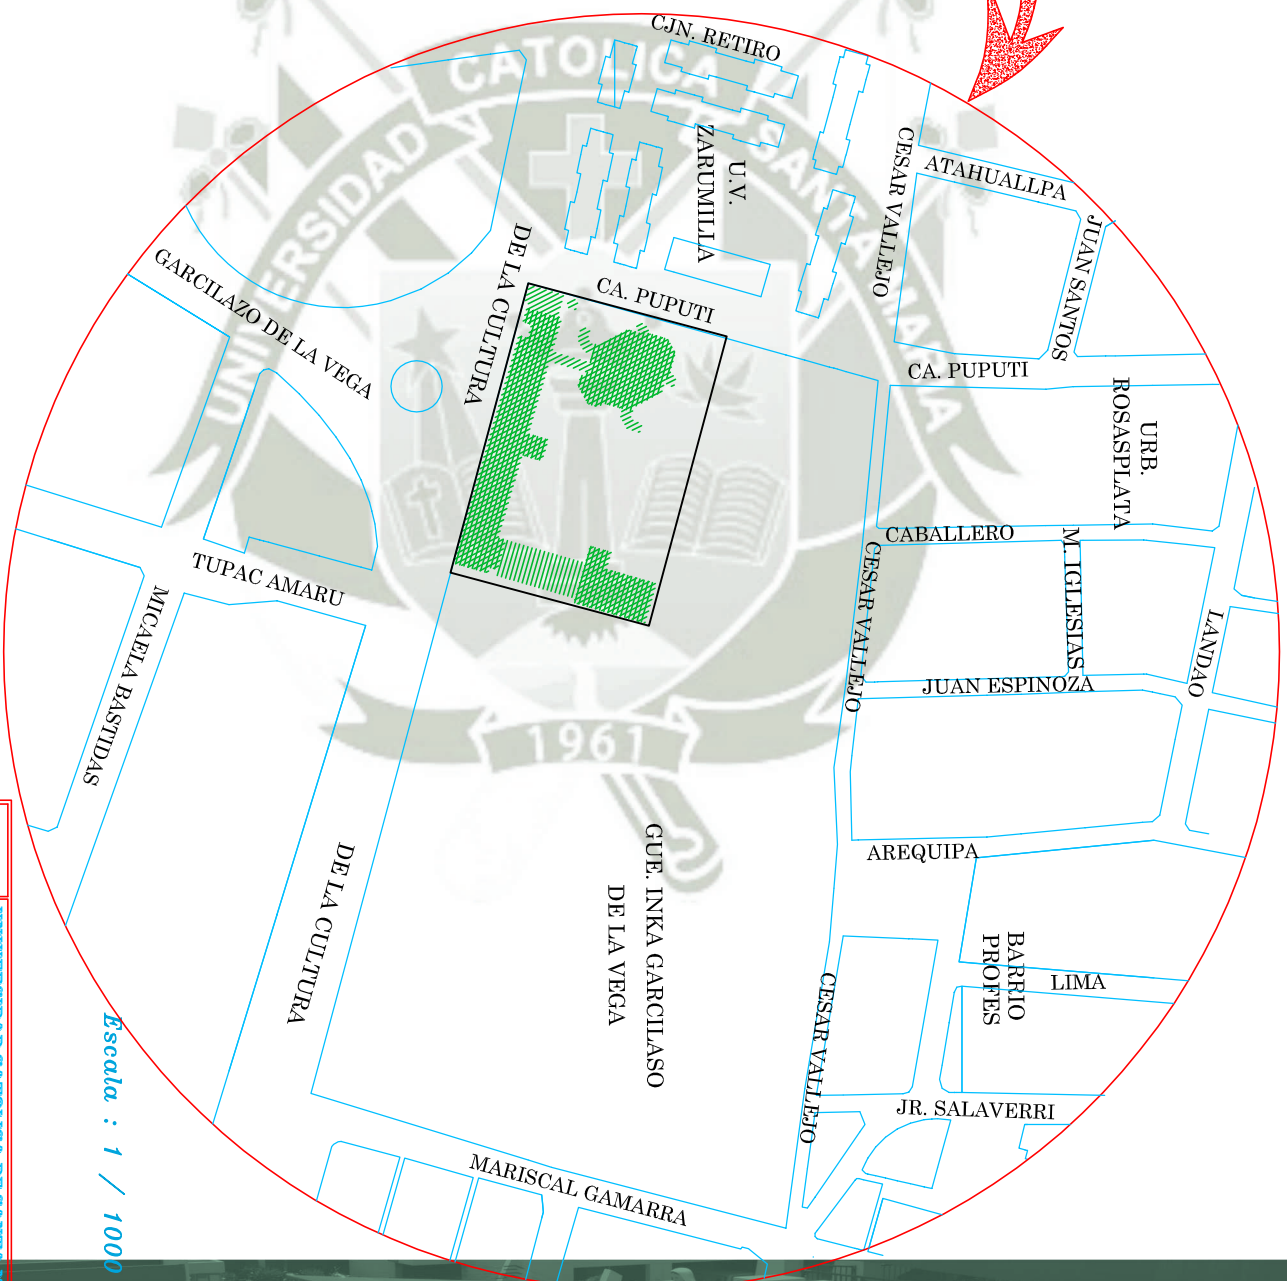 CJN. RETIRO
CATOLICA
UNIVERSIDAD
SANTA MARIA
U.V.
ZARUMILLA
CESAR VALLEJO
ATAHUALLPA
JUAN SANTOS
GARCILAZO DE LA VEGA
DE LA CULTURA
CA. PUPUTI
CA. PUPUTI
URB.
ROSASPLATA
CABALLERO
M. IGLESIAS
CESAR VALLEJO
TUPAC AMARU
MICAELA BASTIDAS
LANDAO
JUAN ESPINOZA
1961
AREQUIPA
DE LA CULTURA
GUE. INKA GARCILASO
DE LA VEGA
BARRIO
PROFES
LIMA
CESAR VALLEJO
JR. SALAVERRI
MARISCAL GAMARRA
Escala : 1 / 1000